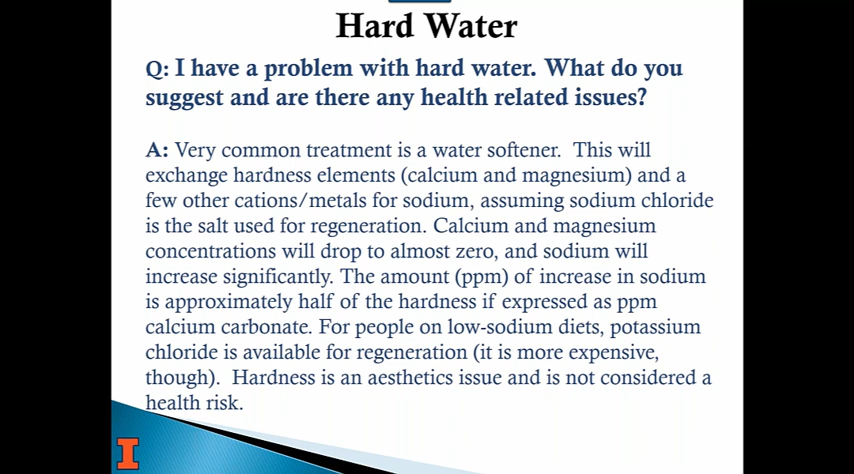 Hard Water
Q: I have a problem with hard water. What do you
suggest and are there any health related issues?
A: Very common treatment is a water softener. This will
exchange hardness elements (calcium and magnesium) and a
few other cations/metals for sodium, assuming sodium chloride
is the salt used for regeneration. Calcium and magnesium
concentrations will drop to almost zero, and sodium will
increase significantly. The amount (ppm) of increase in sodium
is approximately half of the hardness if expressed as ppm
calcium carbonate. For people on low-sodium diets, potassium
chloride is available for regeneration (it is more expensive,
though). Hardness is an aesthetics issue and is not considered a
health risk.
I